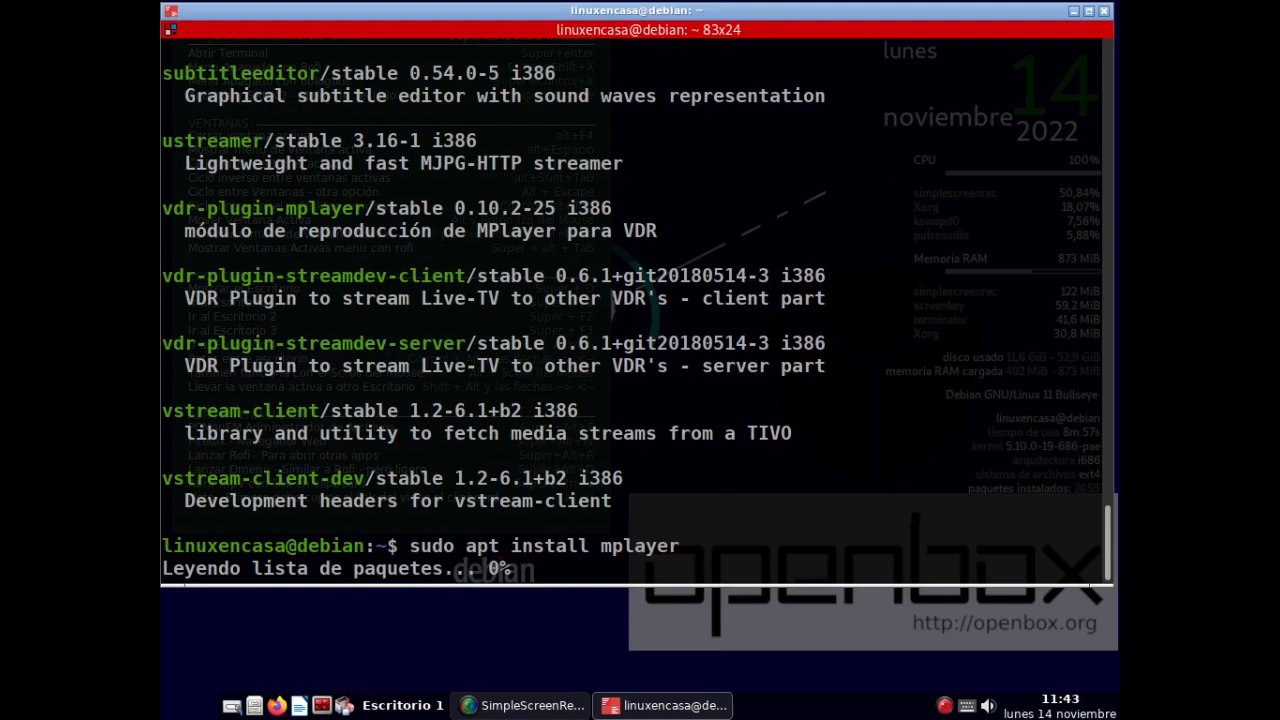 linuxencasa@debian: ~
linuxencasa@debian: ~ 83x24
subtitleeditor/stable 0.54.0-5 i386
Graphical subtitle editor with sound waves representation
ustreamer/stable 3.16-1 i386
Lightweight and fast MJPG-HTTP streamer
vdr-plugin-mplayer/stable 0.10.2-25 i386
módulo de reproducción de MPlayer para VDR
vdr-plugin-streamdev-client/stable 0.6.1+git20180514-3 i386
VDR Plugin to stream Live-TV to other VDR's - client part
vdr-plugin-streamdev-server/stable 0.6.1+git20180514-3 i386
VDR Plugin to stream Live-TV to other VDR's - server part
vstream-client/stable 1.2-6.1+b2 i386
library and utility to fetch media streams from a TIVO
vstream-client-dev/stable 1.2-6.1+b2 i386
Development headers for vstream-client
linuxencasa@debian:~$ sudo apt install mplayer
Leyendo lista de paquetes... 0%
Abrir Terminal Super+enter
VENTANAS
alt+F4
alt+Espacio
Ciclo inverso entre ventanas activas alt+Shift+Tab
Ciclo entre Ventanas - otra opción Alt + Escape
Mostrar Ventanas Activas menu con rofi Super + alt + Tab
Ir al Escritorio 2 Super + F2
Ir al Escritorio 3 Super + F3
Llevar la ventana activa a otro Escritorio Shift + Alt y las flechas --> <--
Lanzar Rofi - Para abrir otras apps Super+Alt+R
lunes 14
noviembre 2022
CPU 100%
simplescreenrec 50,84%
Xorg 18,07%
kswapd0 7,56%
pulseaudio 5,88%
Memoria RAM 873 MiB
simplescreenrec 122 MiB
screenkey 59,2 MiB
terminator 41,6 MiB
Xorg 30,8 MiB
disco usado 11,6 GiB - 52,9 GiB
memoria RAM cargada 492 MiB - 873 MiB
Debian GNU/Linux 11 Bullseye
linuxencasa@debian
tiempo de uso 8m 57s
kernel 5.10.0-19-686-pae
arquitectura i686
sistema de archivos ext4
paquetes instalados: 2055
debian
openbox
http://openbox.org
Escritorio 1
SimpleScreenRe...
linuxencasa@de...
11:43
lunes 14 noviembre